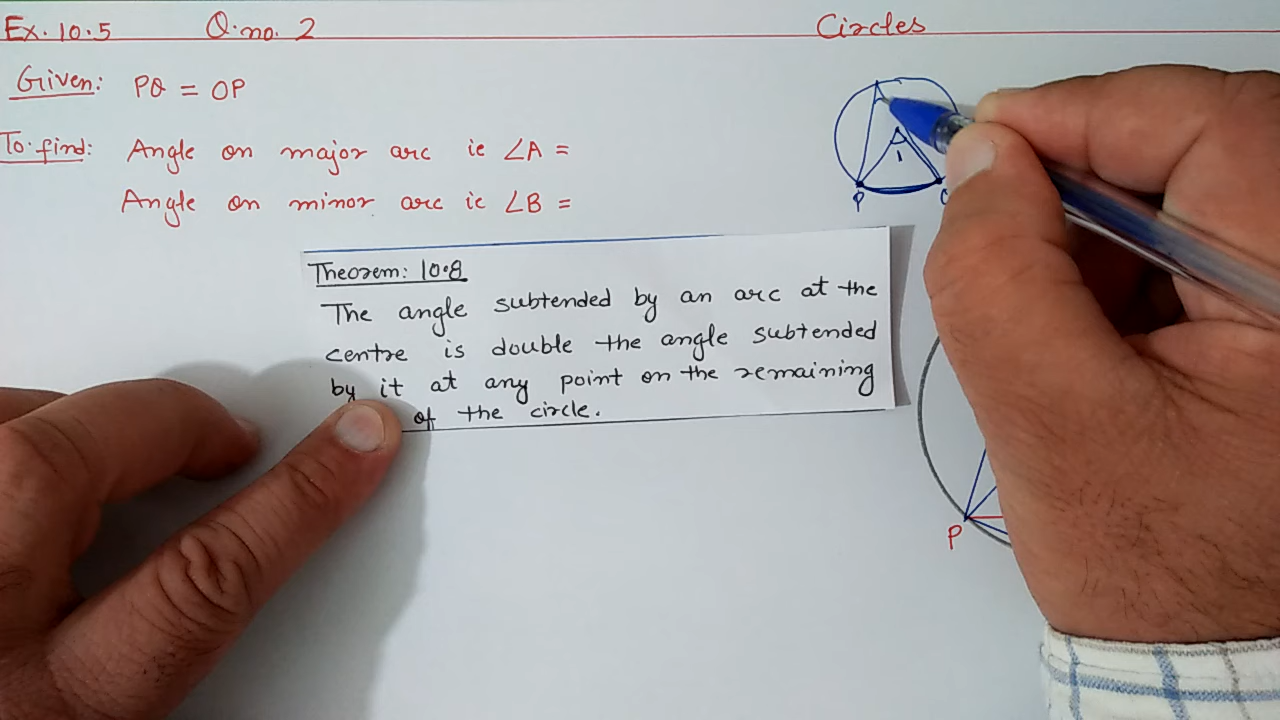 Ex. 10.5 Q. no. 2 Circles
Given: PQ = OP
To find: Angle on major arc ie ∠A =
Angle on minor arc ie ∠B =
1
P
Theorem: 10.8
The angle subtended by an arc at the
centre is double the angle subtended
by it at any point on the remaining
of the circle.
P